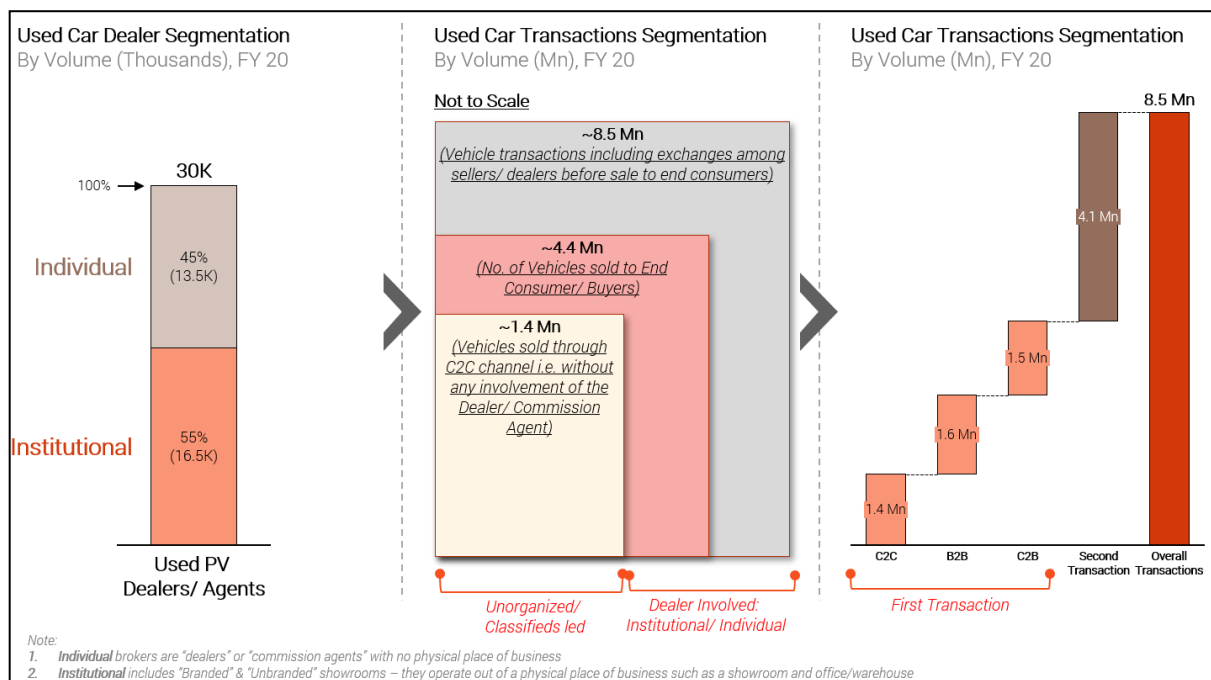 Used Car Dealer Segmentation
By Volume (Thousands), FY 20
30K
100%
Individual
45%
(13.5K)
Institutional
55%
(16.5K)
Used PV
Dealers/ Agents
Used Car Transactions Segmentation
By Volume (Mn), FY 20
Not to Scale
~8.5 Mn
(Vehicle transactions including exchanges among
sellers/ dealers before sale to end consumers)
~4.4 Mn
(No. of Vehicles sold to End
Consumer/ Buyers)
~1.4 Mn
(Vehicles sold through
C2C channel i.e. without
any involvement of the
Dealer/ Commission
Agent)
Unorganized/
Classifieds led
Dealer Involved:
Institutional/ Individual
Used Car Transactions Segmentation
By Volume (Mn), FY 20
8.5 Mn
4.1 Mn
1.5 Mn
1.6 Mn
1.4 Mn
C2C
B2B
C2B
Second
Transaction
Overall
Transactions
First Transaction
Note:
1. Individual brokers are "dealers" or "commission agents" with no physical place of business
2. Institutional includes "Branded" & "Unbranded" showrooms – they operate out of a physical place of business such as a showroom and office/warehouse